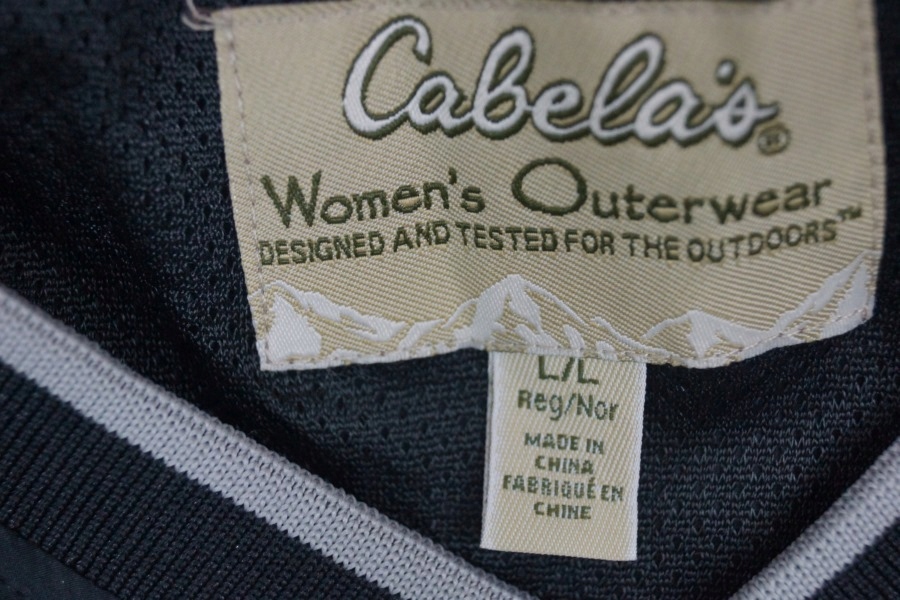 Cabela's®
Women's Outerwear
DESIGNED AND TESTED FOR THE OUTDOORS™
L/L
Reg/Nor
MADE IN
CHINA
FABRIQUÉ EN
CHINE